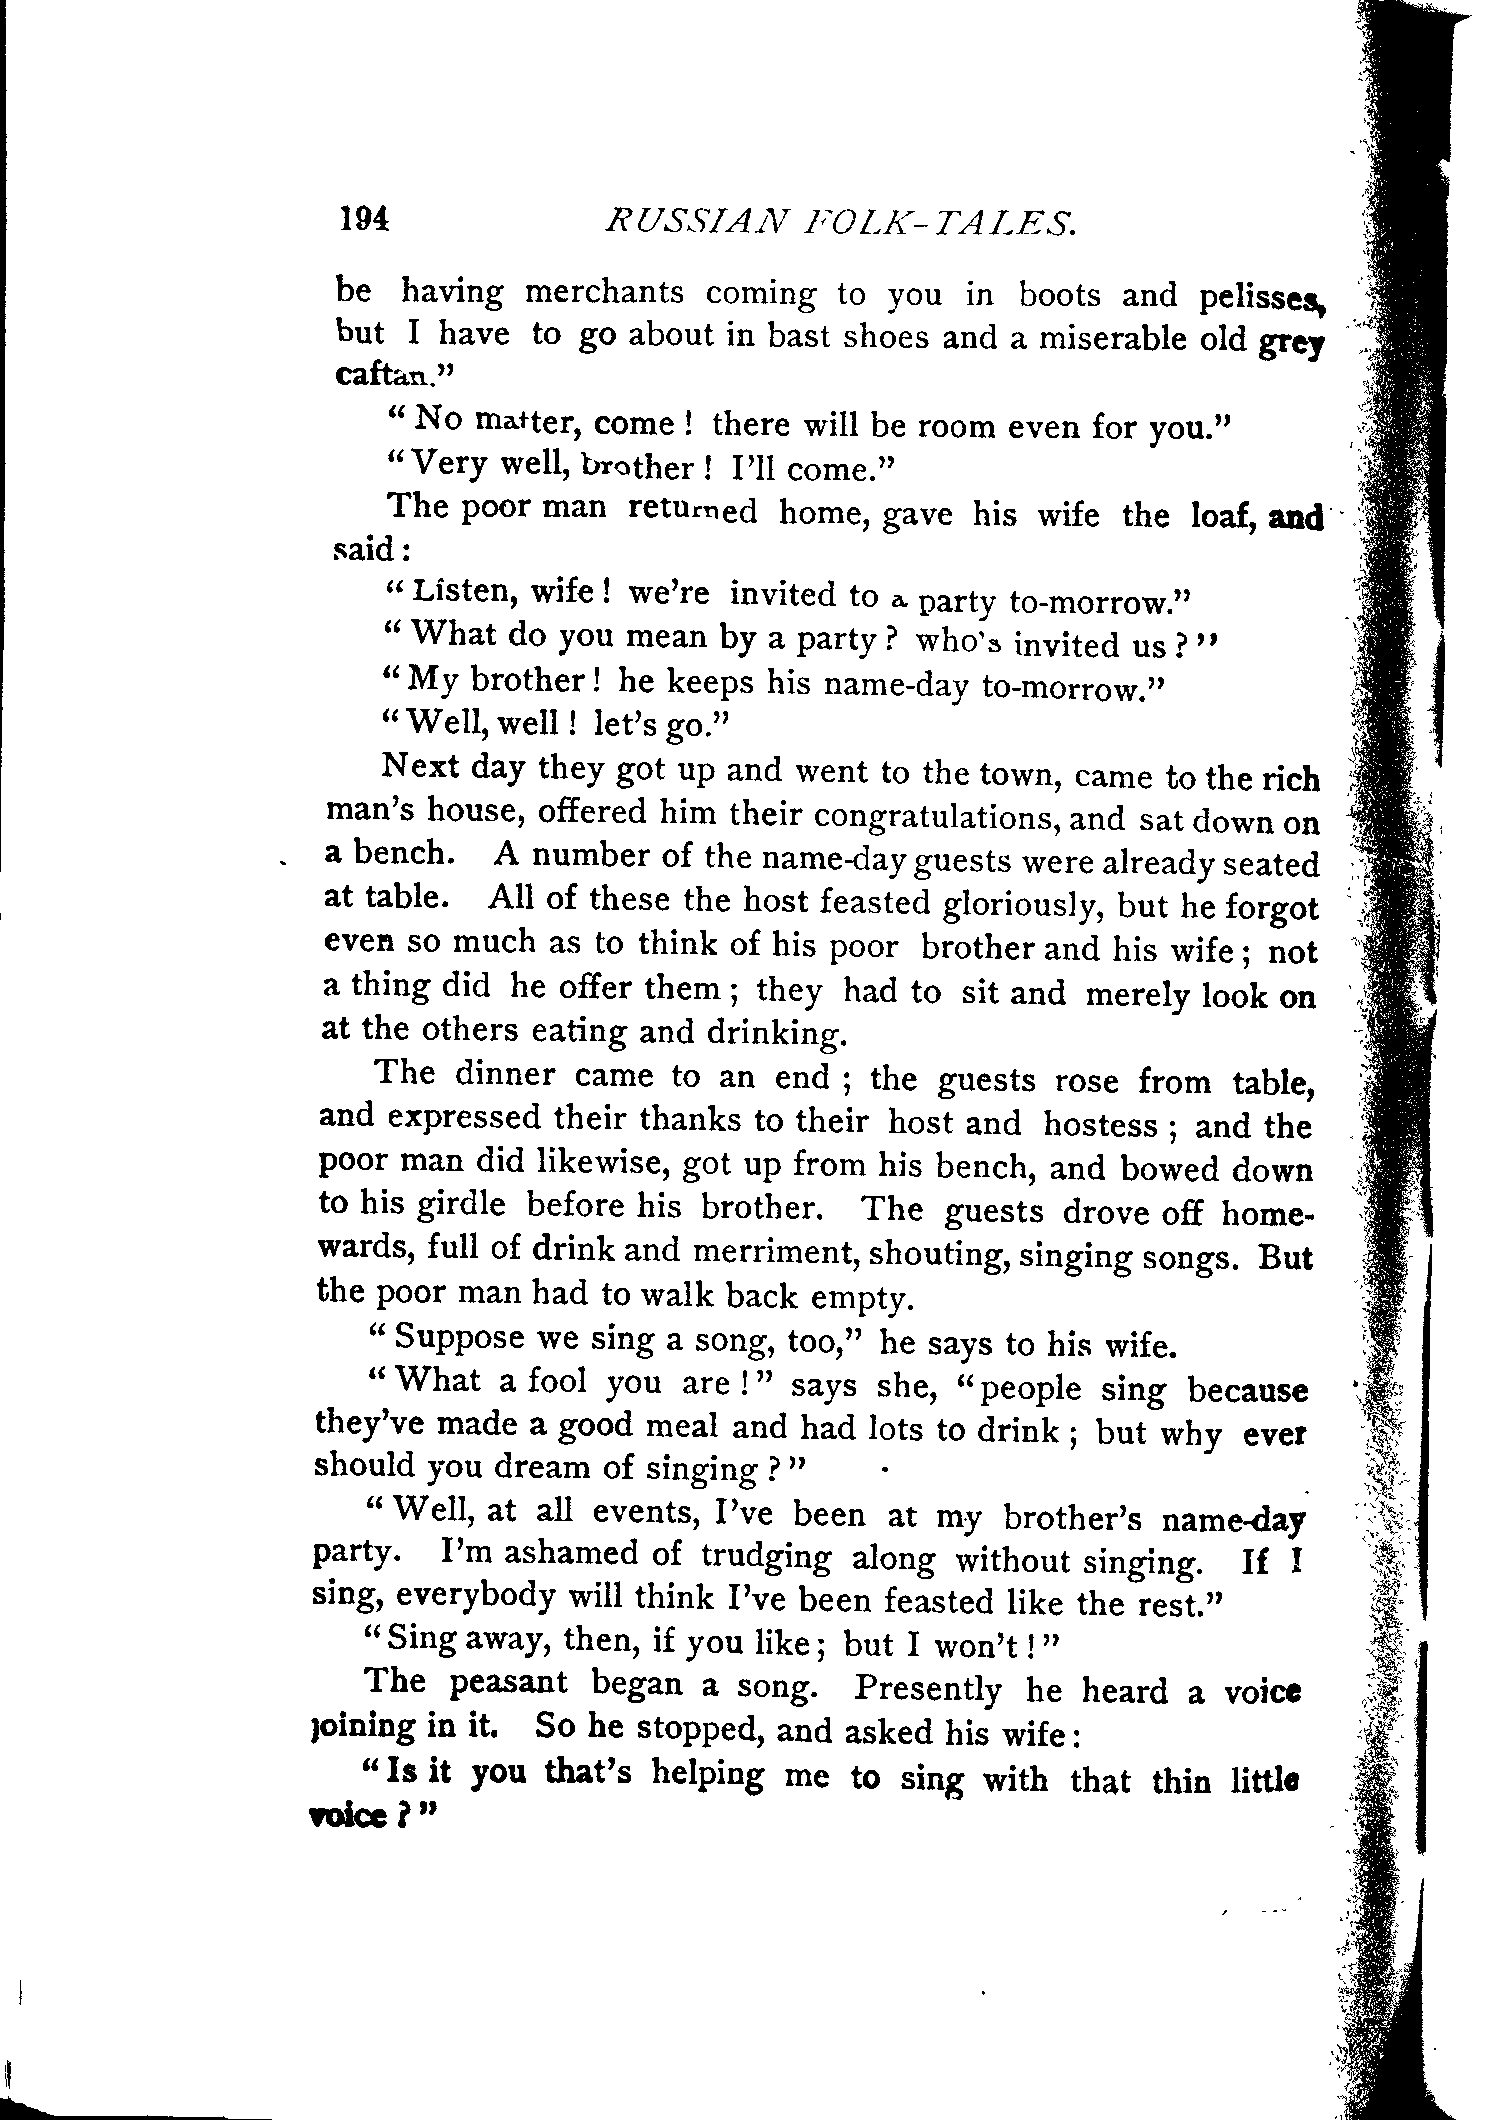 194 RUSSIAN FOLK-TALES.
be having merchants coming to you in boots and pelisses,
but I have to go about in bast shoes and a miserable old grey
caftan."
"No matter, come! there will be room even for you."
"Very well, brother! I'll come."
The poor man returned home, gave his wife the loaf, and
said:
"Listen, wife! we're invited to a party to-morrow."
"What do you mean by a party? who's invited us?"
"My brother! he keeps his name-day to-morrow."
"Well, well! let's go."
Next day they got up and went to the town, came to the rich
man's house, offered him their congratulations, and sat down on
a bench. A number of the name-day guests were already seated
at table. All of these the host feasted gloriously, but he forgot
even so much as to think of his poor brother and his wife; not
a thing did he offer them; they had to sit and merely look on
at the others eating and drinking.
The dinner came to an end; the guests rose from table,
and expressed their thanks to their host and hostess; and the
poor man did likewise, got up from his bench, and bowed down
to his girdle before his brother. The guests drove off home-
wards, full of drink and merriment, shouting, singing songs. But
the poor man had to walk back empty.
"Suppose we sing a song, too," he says to his wife.
"What a fool you are!" says she, "people sing because
they've made a good meal and had lots to drink; but why ever
should you dream of singing?"
"Well, at all events, I've been at my brother's name-day
party. I'm ashamed of trudging along without singing. If I
sing, everybody will think I've been feasted like the rest."
"Sing away, then, if you like; but I won't!"
The peasant began a song. Presently he heard a voice
joining in it. So he stopped, and asked his wife:
"Is it you that's helping me to sing with that thin little
voice?"